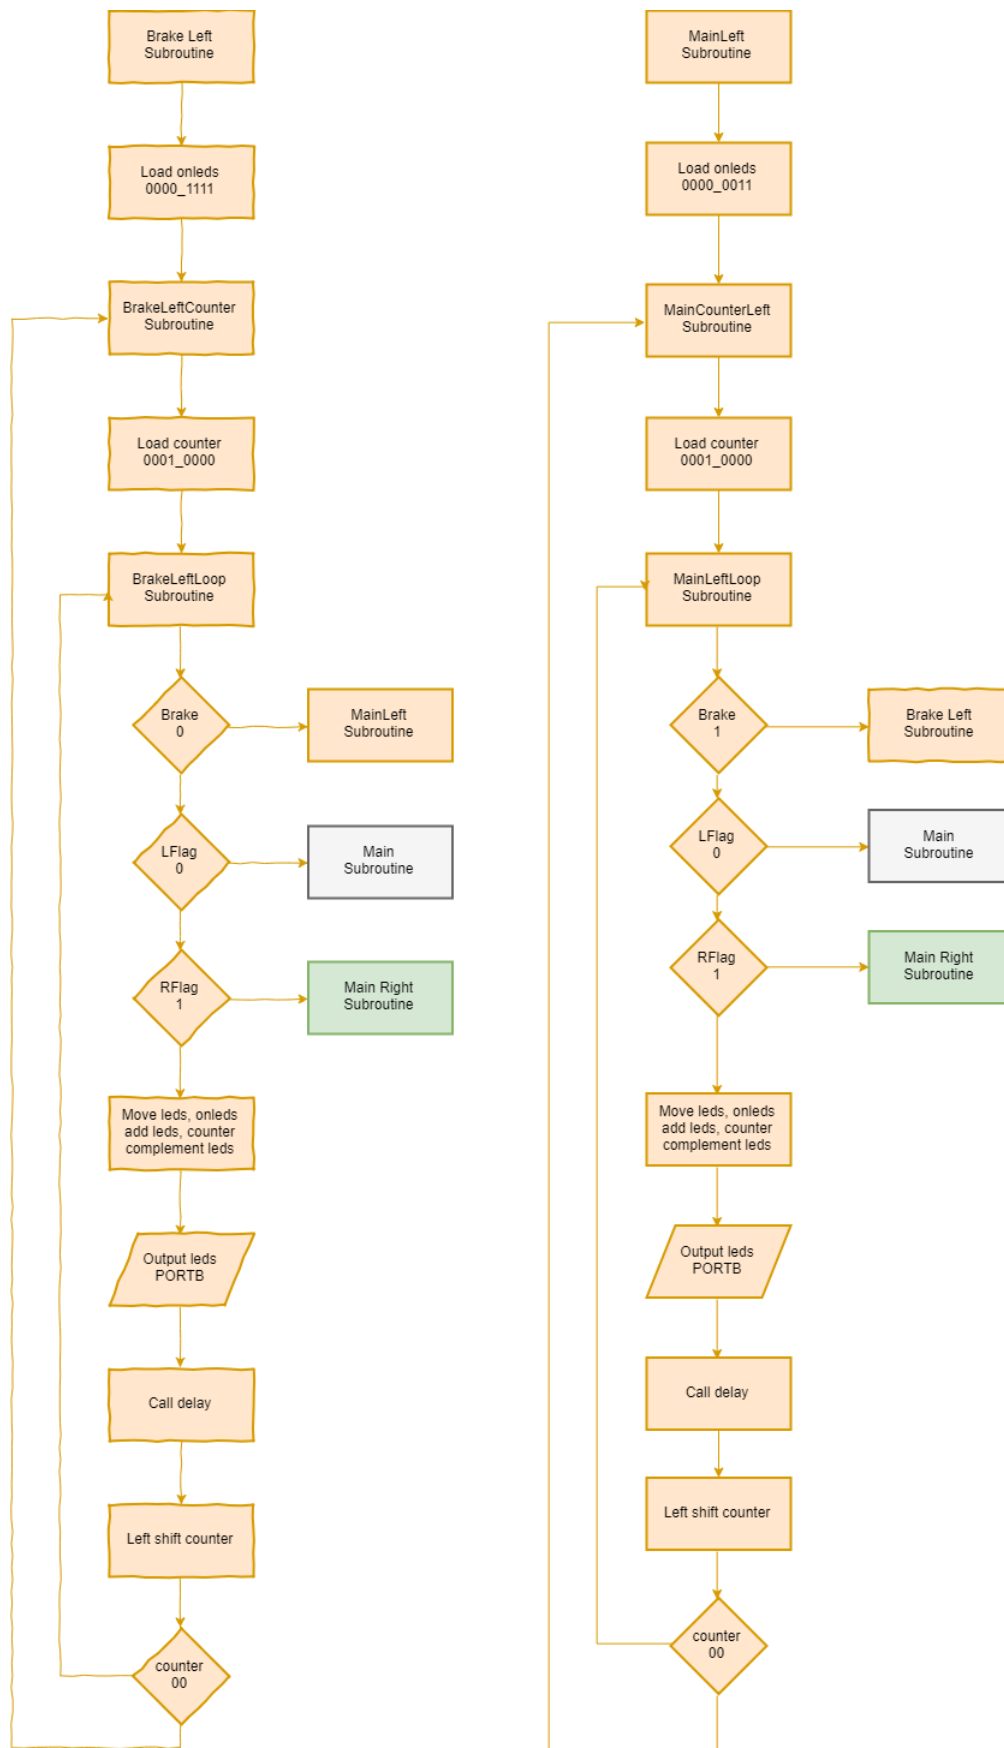 Brake Left
Subroutine
Load onleds
0000_1111
BrakeLeftCounter
Subroutine
Load counter
0001_0000
BrakeLeftLoop
Subroutine
Brake
0
MainLeft
Subroutine
LFlag
0
Main
Subroutine
RFlag
1
Main Right
Subroutine
Move leds, onleds
add leds, counter
complement leds
Output leds
PORTB
Call delay
Left shift counter
counter
00
MainLeft
Subroutine
Load onleds
0000_0011
MainCounterLeft
Subroutine
Load counter
0001_0000
MainLeftLoop
Subroutine
Brake
1
Brake Left
Subroutine
LFlag
0
Main
Subroutine
RFlag
1
Main Right
Subroutine
Move leds, onleds
add leds, counter
complement leds
Output leds
PORTB
Call delay
Left shift counter
counter
00